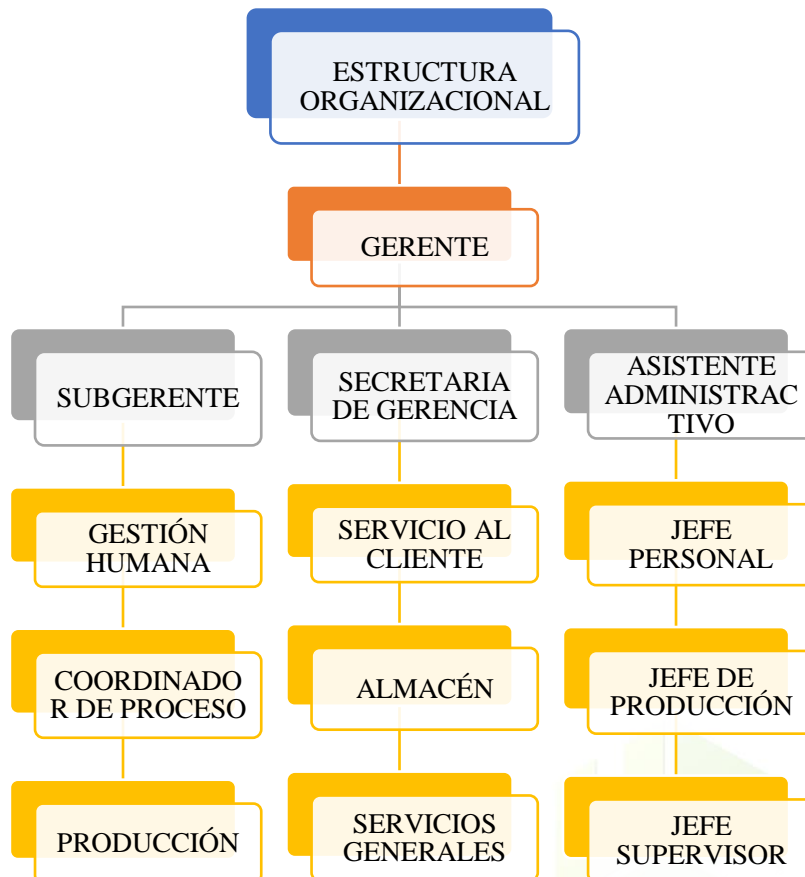 ESTRUCTURA
ORGANIZACIONAL
GERENTE
SUBGERENTE
SECRETARIA
DE GERENCIA
ASISTENTE
ADMINISTRAC
TIVO
GESTIÓN
HUMANA
SERVICIO AL
CLIENTE
JEFE
PERSONAL
COORDINADO
R DE PROCESO
ALMACÉN
JEFE DE
PRODUCCIÓN
PRODUCCIÓN
SERVICIOS
GENERALES
JEFE
SUPERVISOR